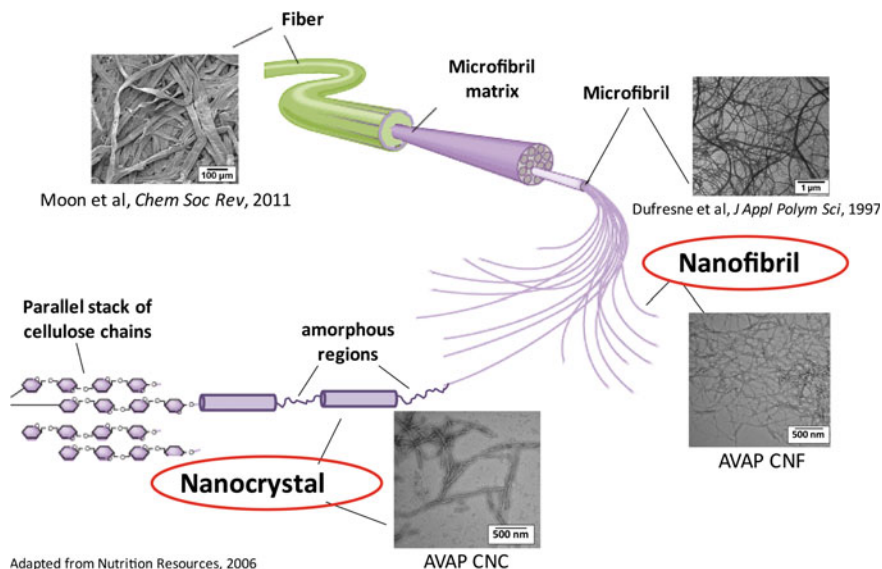 Fiber
Microfibril
matrix
Microfibril
100 µm
1 µm
Moon et al, Chem Soc Rev, 2011
Dufresne et al, J Appl Polym Sci, 1997
Nanofibril
Parallel stack of
cellulose chains
amorphous
regions
500 nm
AVAP CNF
Nanocrystal
500 nm
AVAP CNC
Adapted from Nutrition Resources, 2006